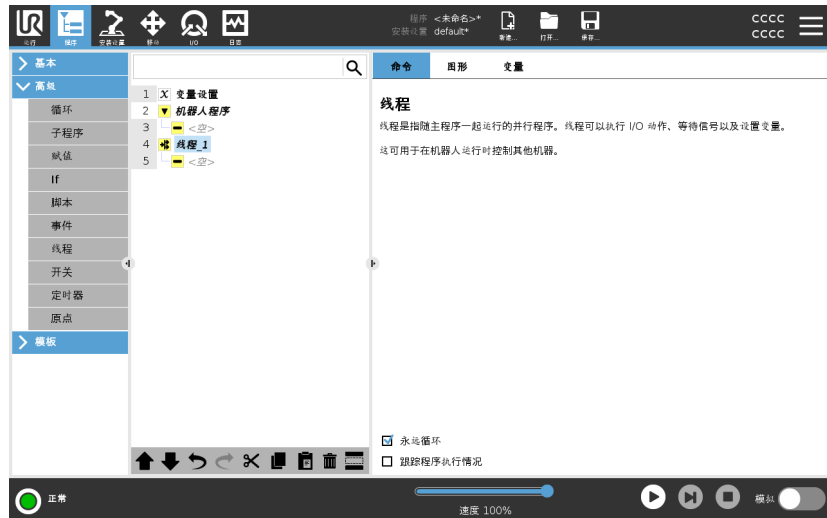 UR
程序 <未命名>*
安装设置 default*
CCCC
CCCC
运行 程序 安装设置 移动 I/O 日志 新建... 打开... 保存...
基本
高级
循环
子程序
赋值
If
脚本
事件
线程
开关
定时器
原点
模板
1 X 变量设置
2 机器人程序
3 <空>
4 线程_1
5 <空>
命令 图形 变量
线程
线程是指随主程序一起运行的并行程序。线程可以执行 I/O 动作、等待信号以及设置变量。
这可用于在机器人运行时控制其他机器。
永远循环
跟踪程序执行情况
正常
速度 100%
模拟